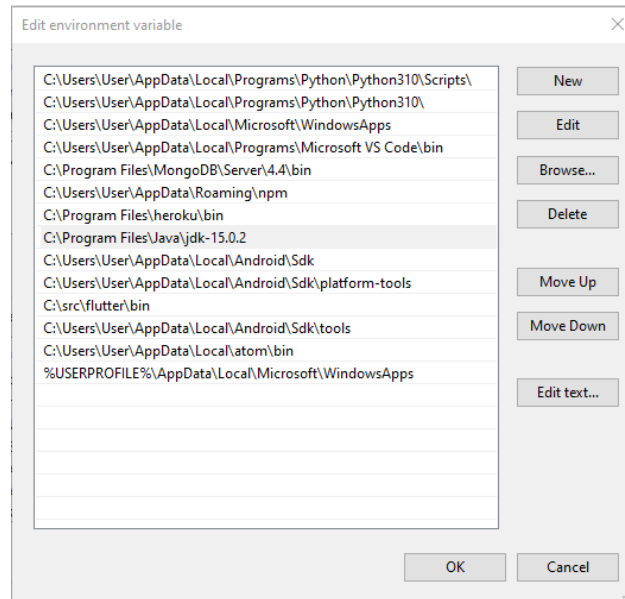 Edit environment variable
C:\Users\User\AppData\Local\Programs\Python\Python310\Scripts\
C:\Users\User\AppData\Local\Programs\Python\Python310\
C:\Users\User\AppData\Local\Microsoft\WindowsApps
C:\Users\User\AppData\Local\Programs\Microsoft VS Code\bin
C:\Program Files\MongoDB\Server\4.4\bin
C:\Users\User\AppData\Roaming\npm
C:\Program Files\heroku\bin
C:\Program Files\Java\jdk-15.0.2
C:\Users\User\AppData\Local\Android\Sdk
C:\Users\User\AppData\Local\Android\Sdk\platform-tools
C:\src\flutter\bin
C:\Users\User\AppData\Local\Android\Sdk\tools
C:\Users\User\AppData\Local\atom\bin
%USERPROFILE%\AppData\Local\Microsoft\WindowsApps
New
Edit
Browse...
Delete
Move Up
Move Down
Edit text...
OK
Cancel